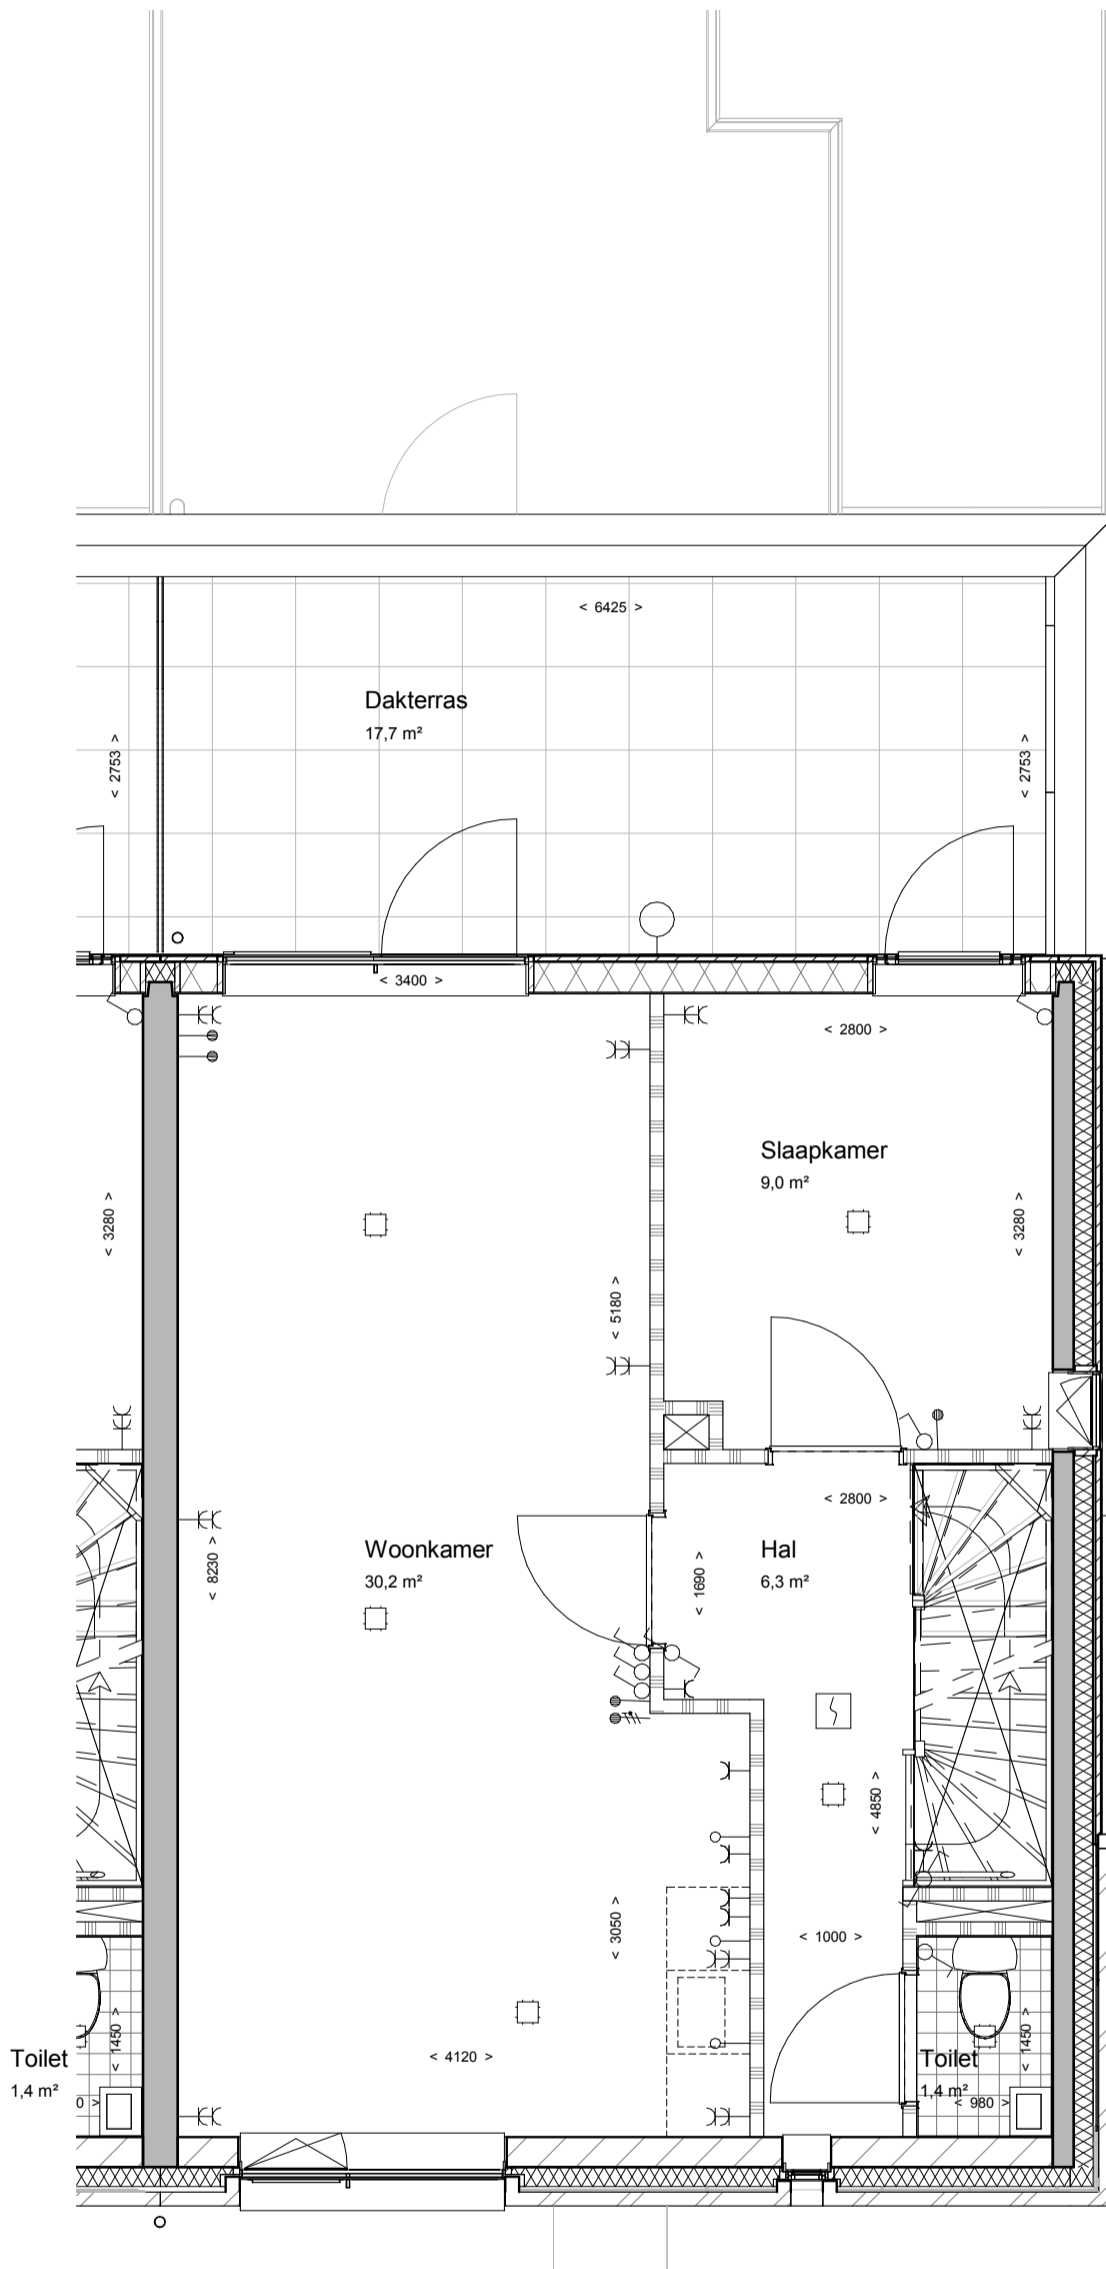 < 6425 >
Dakterras
17,7 m²
< 2753 >
< 2753 >
< 3400 >
< 2800 >
Slaapkamer
9,0 m²
< 3280 >
< 3280 >
< 5180 >
< 2800 >
Woonkamer
30,2 m²
Hal
6,3 m²
< 8230 >
< 1690 >
< 4850 >
< 3050 >
< 1000 >
< 4120 >
Toilet
1,4 m²
< 1450 >
0 >
Toilet
1,4 m²
< 1450 >
< 980 >